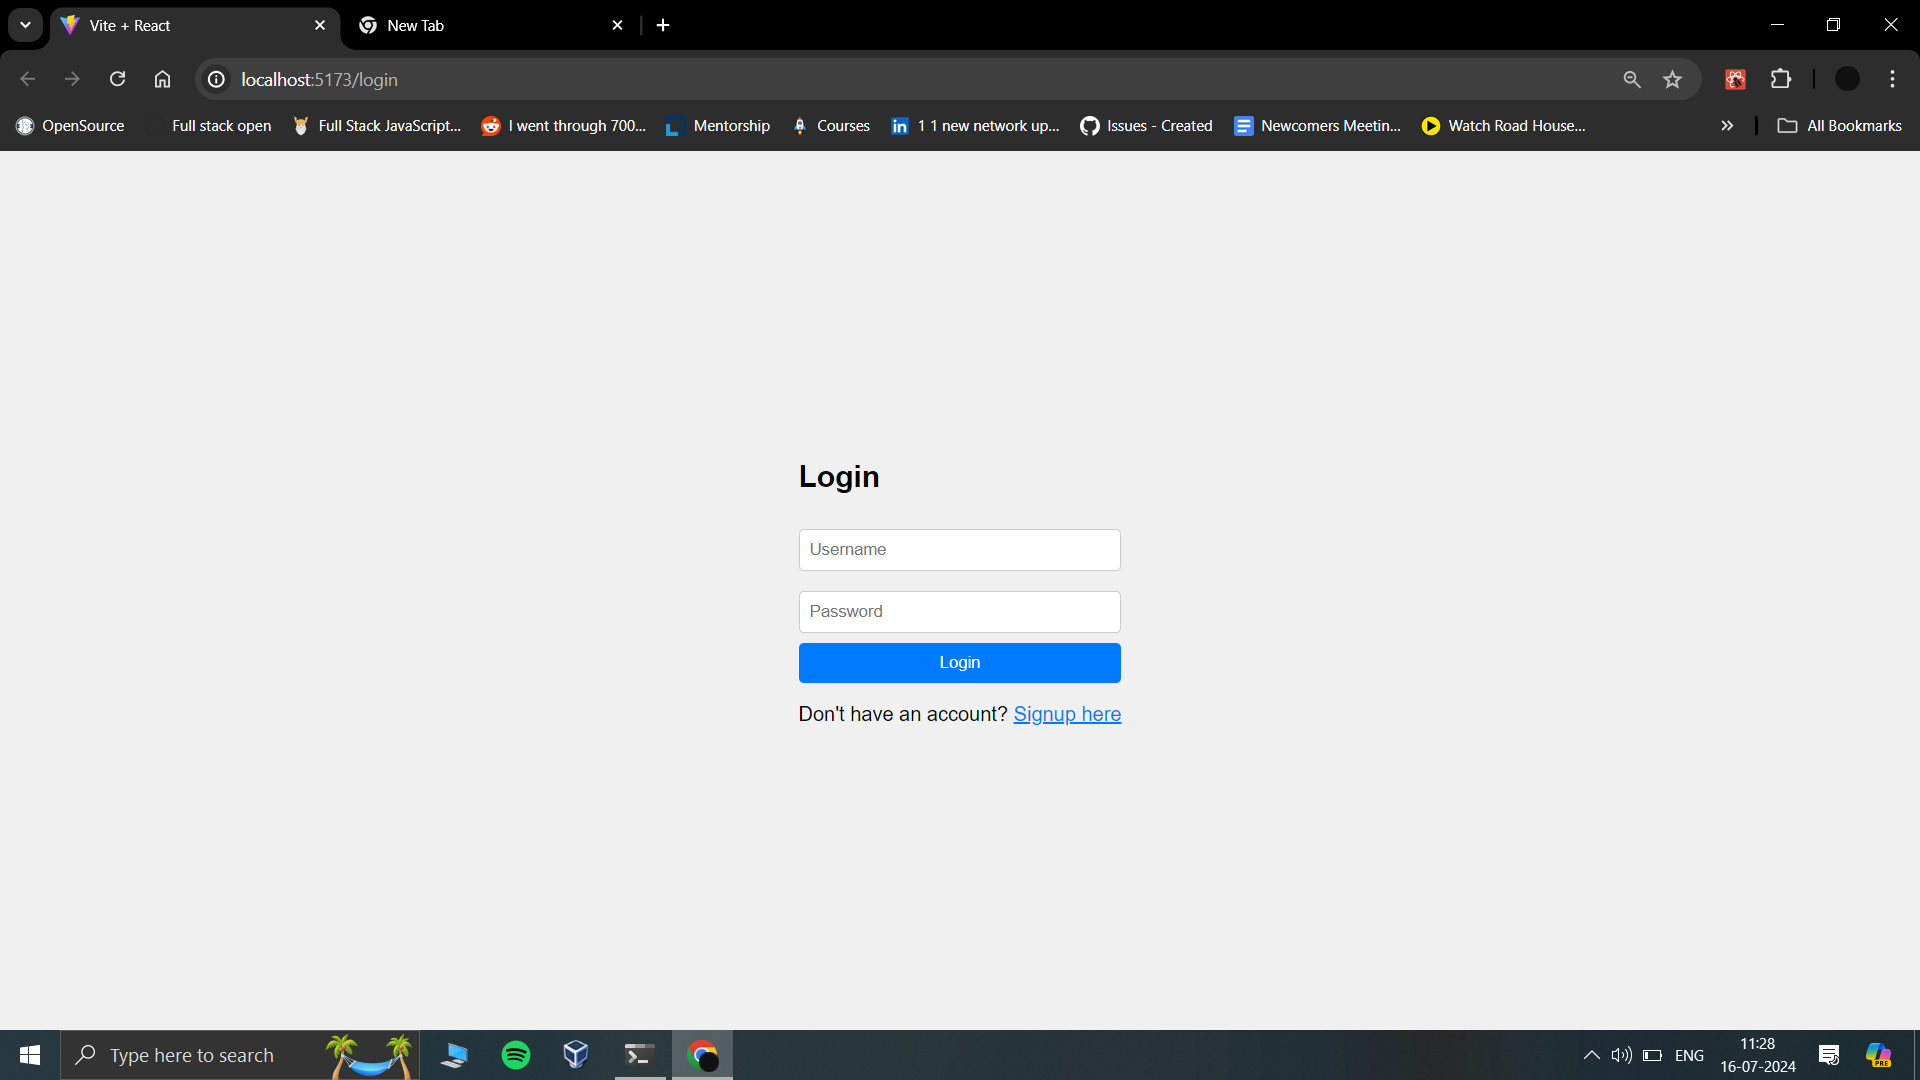 Vite + React
New Tab
localhost:5173/login
OpenSource
Full stack open
Full Stack JavaScript...
I went through 700...
Mentorship
Courses
1 1 new network up...
Issues - Created
Newcomers Meetin...
Watch Road House...
All Bookmarks
Login
Username
Password
Login
Don't have an account? Signup here
Type here to search
ENG
11:28
16-07-2024
PRE